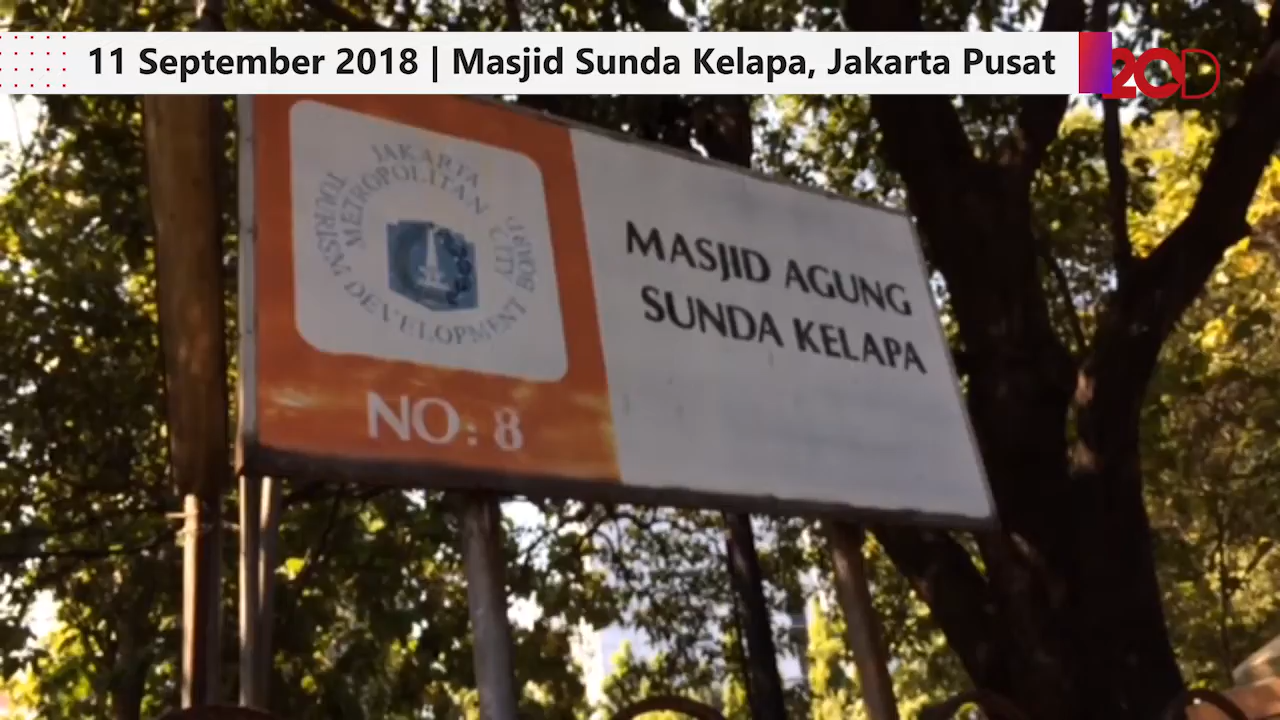 11 September 2018 | Masjid Sunda Kelapa, Jakarta Pusat
20D
JAKARTA
METROPOLITAN CITY
TOURISM DEVELOPMENT BOARD
NO: 8
MASJID AGUNG
SUNDA KELAPA